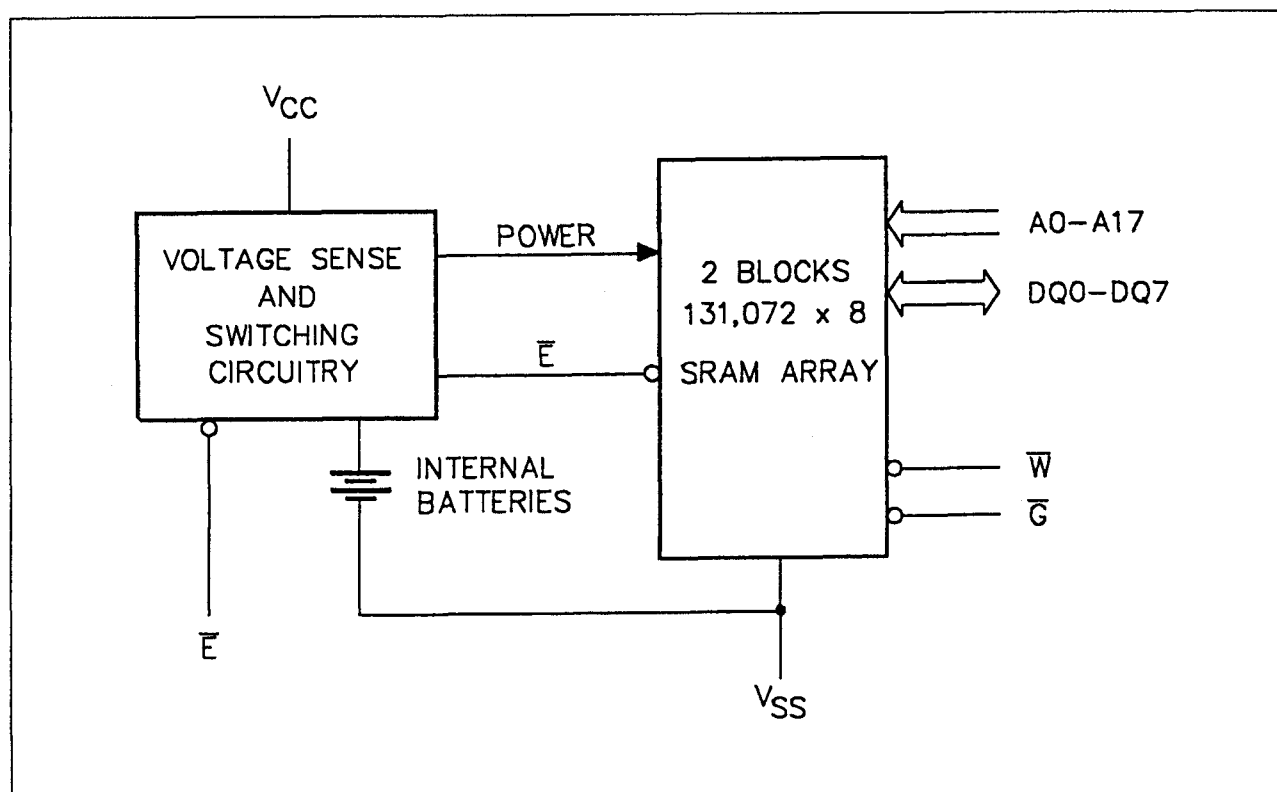 VCC
VOLTAGE SENSE
AND
SWITCHING
CIRCUITRY
POWER
E̅
INTERNAL
BATTERIES
E̅
2 BLOCKS
131,072 x 8
SRAM ARRAY
A0-A17
DQ0-DQ7
W̅
G̅
VSS